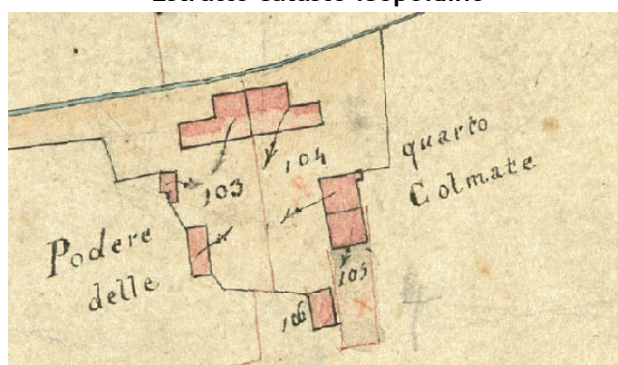 Estratto Catasto leopoldino
103
104
quarto
Colmate
Podere
delle
105
106